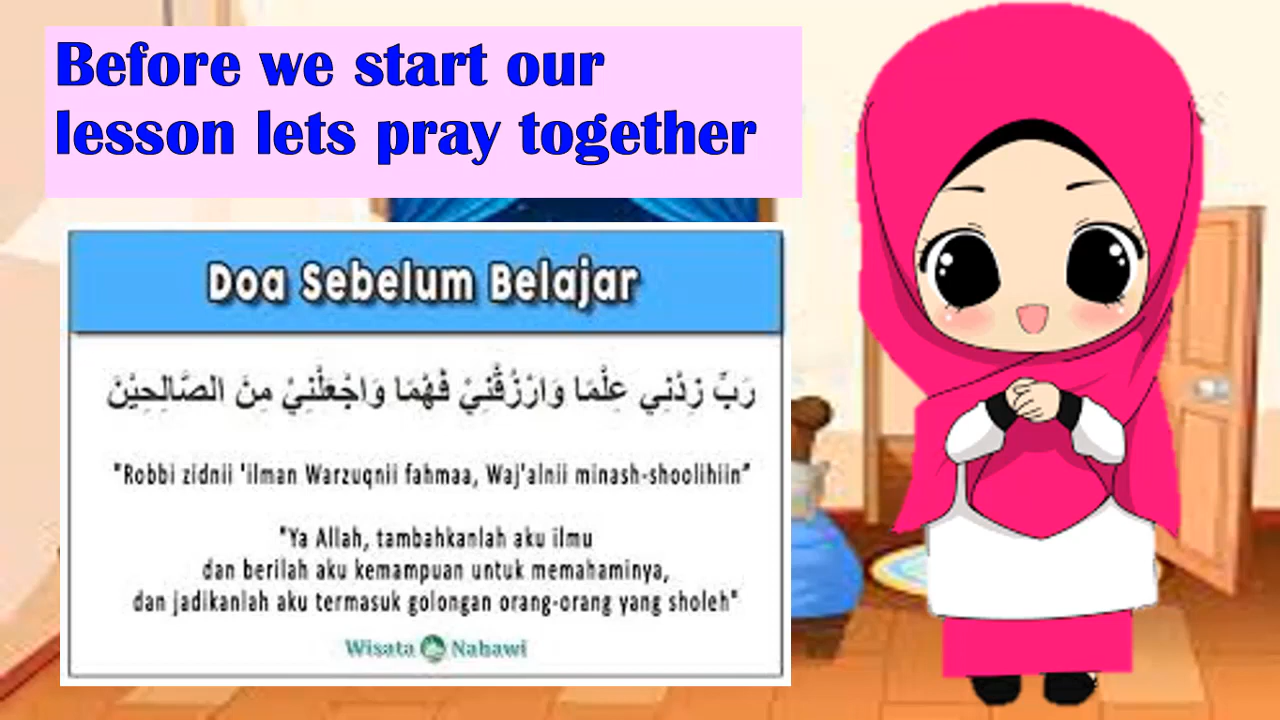 Before we start our
lesson lets pray together
Doa Sebelum Belajar
رَبِّ زِدْنِي عِلْمًا وَارْزُقْنِيْ فَهْمًا وَاجْعَلْنِيْ مِنَ الصَّالِحِيْنَ
"Robbi zidnii 'ilman Warzuqnii fahmaa, Waj'alnii minash-shoolihiin"
"Ya Allah, tambahkanlah aku ilmu
dan berilah aku kemampuan untuk memahaminya,
dan jadikanlah aku termasuk golongan orang-orang yang sholeh"
Wisata Nabawi